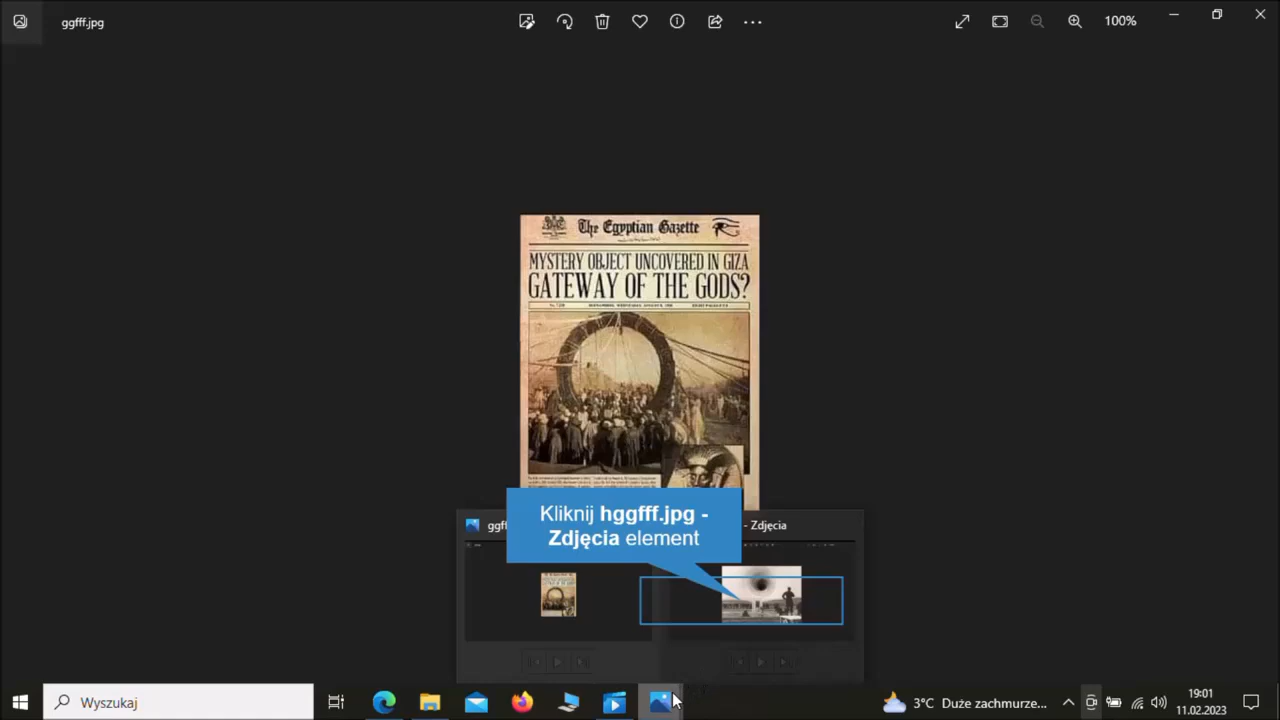 ggfff.jpg
100%
The Egyptian Gazette
MYSTERY OBJECT UNCOVERED IN GIZA
GATEWAY OF THE GODS?
Kliknij hggfff.jpg -
Zdjęcia element
ggff
- Zdjęcia
Wyszukaj
3°C Duże zachmurze...
19:01
11.02.2023